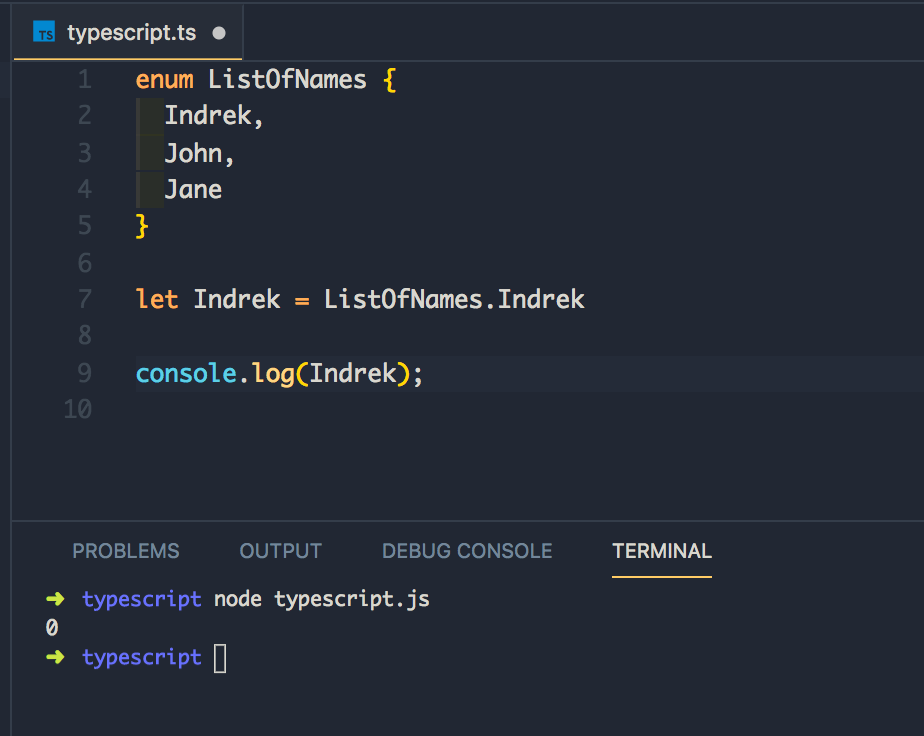 TS typescript.ts
1 enum ListOfNames {
2   Indrek,
3   John,
4   Jane
5 }
6
7 let Indrek = ListOfNames.Indrek
8
9 console.log(Indrek);
10
PROBLEMS OUTPUT DEBUG CONSOLE TERMINAL
➜ typescript node typescript.js
0
➜ typescript